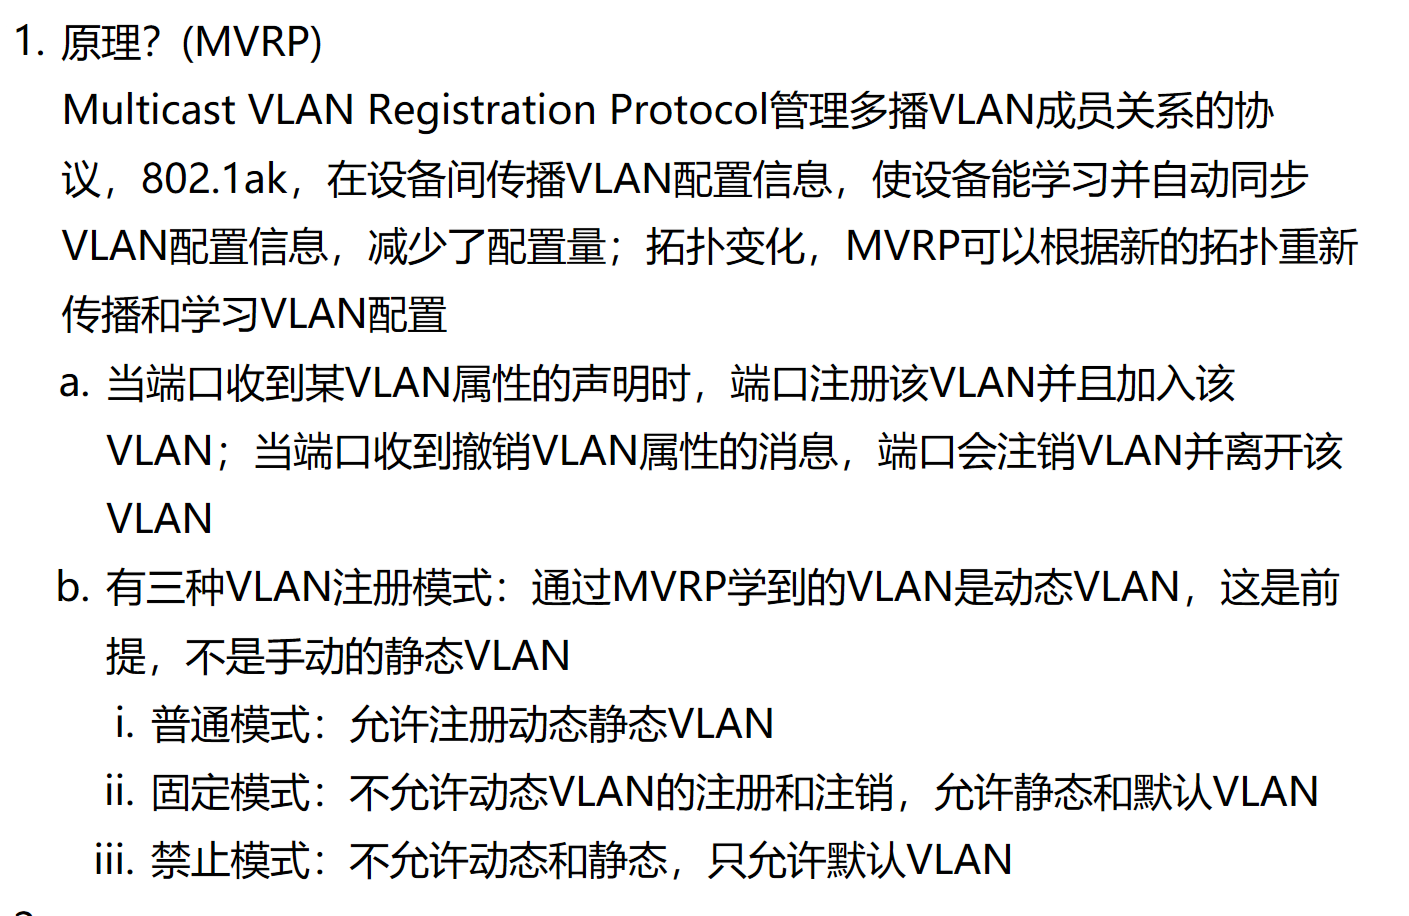 1. 原理？(MVRP)
Multicast VLAN Registration Protocol管理多播VLAN成员关系的协
议，802.1ak，在设备间传播VLAN配置信息，使设备能学习并自动同步
VLAN配置信息，减少了配置量；拓扑变化，MVRP可以根据新的拓扑重新
传播和学习VLAN配置
a. 当端口收到某VLAN属性的声明时，端口注册该VLAN并且加入该
VLAN；当端口收到撤销VLAN属性的消息，端口会注销VLAN并离开该
VLAN
b. 有三种VLAN注册模式：通过MVRP学到的VLAN是动态VLAN，这是前
提，不是手动的静态VLAN
i. 普通模式：允许注册动态静态VLAN
ii. 固定模式：不允许动态VLAN的注册和注销，允许静态和默认VLAN
iii. 禁止模式：不允许动态和静态，只允许默认VLAN